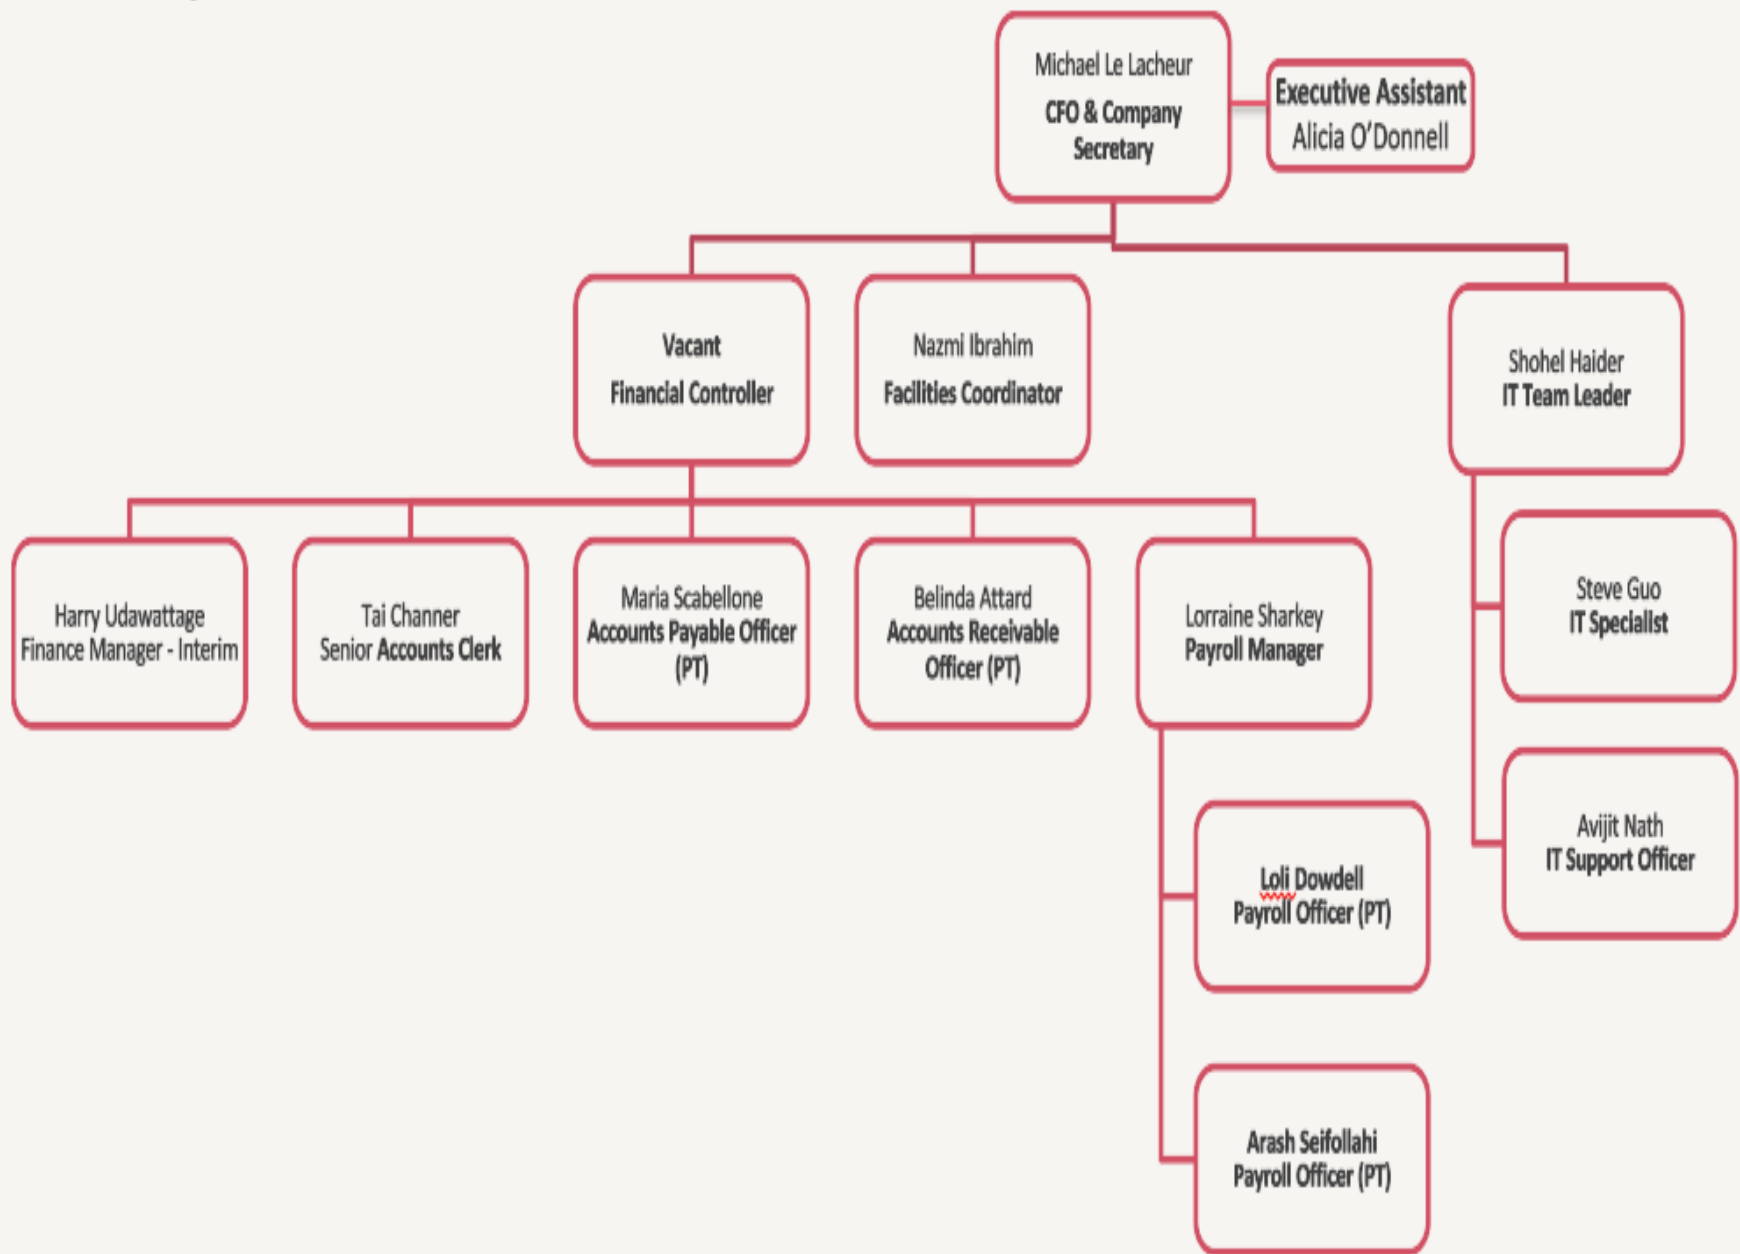 Michael Le Lacheur
CFO & Company
Secretary
Executive Assistant
Alicia O’Donnell
Vacant
Financial Controller
Nazmi Ibrahim
Facilities Coordinator
Shohel Haider
IT Team Leader
Harry Udawattage
Finance Manager - Interim
Tai Channer
Senior Accounts Clerk
Maria Scabellone
Accounts Payable Officer
(PT)
Belinda Attard
Accounts Receivable
Officer (PT)
Lorraine Sharkey
Payroll Manager
Steve Guo
IT Specialist
Avijit Nath
IT Support Officer
Loli Dowdell
Payroll Officer (PT)
Arash Seifollahi
Payroll Officer (PT)